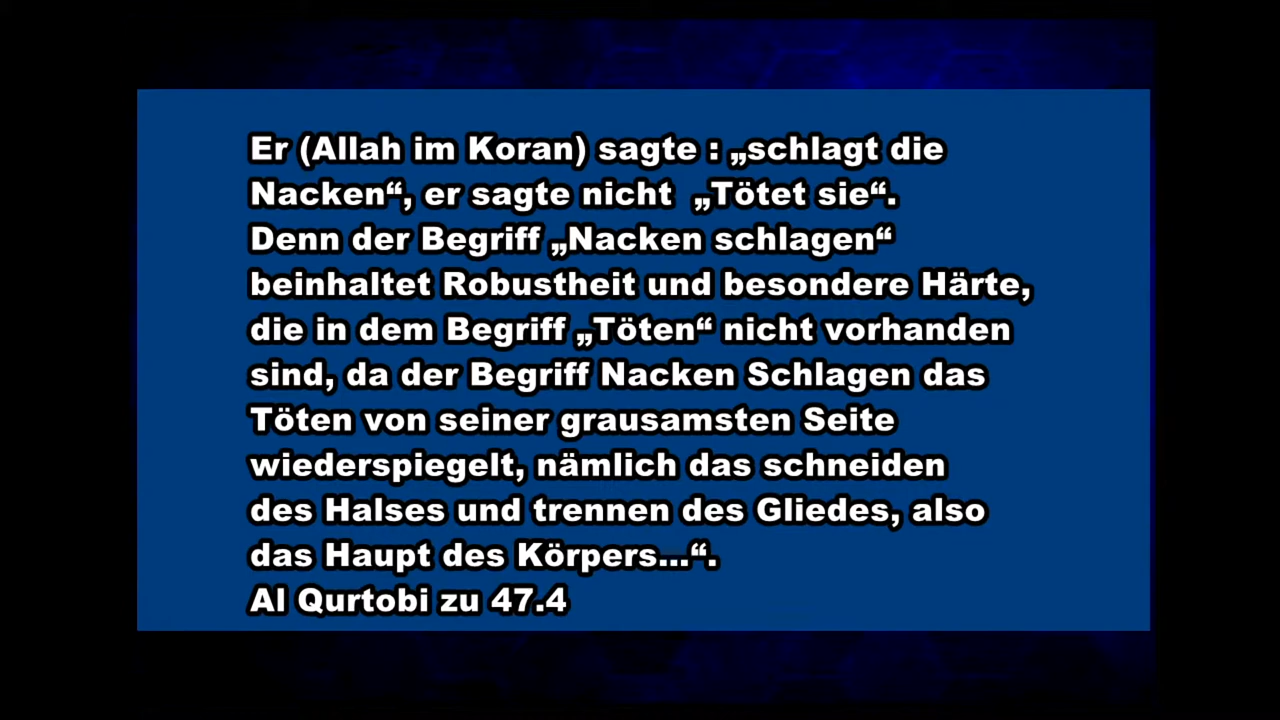 Er (Allah im Koran) sagte : „schlagt die
Nacken“, er sagte nicht „Tötet sie“.
Denn der Begriff „Nacken schlagen“
beinhaltet Robustheit und besondere Härte,
die in dem Begriff „Töten“ nicht vorhanden
sind, da der Begriff Nacken Schlagen das
Töten von seiner grausamsten Seite
wiederspiegelt, nämlich das schneiden
des Halses und trennen des Gliedes, also
das Haupt des Körpers...“.
Al Qurtobi zu 47.4